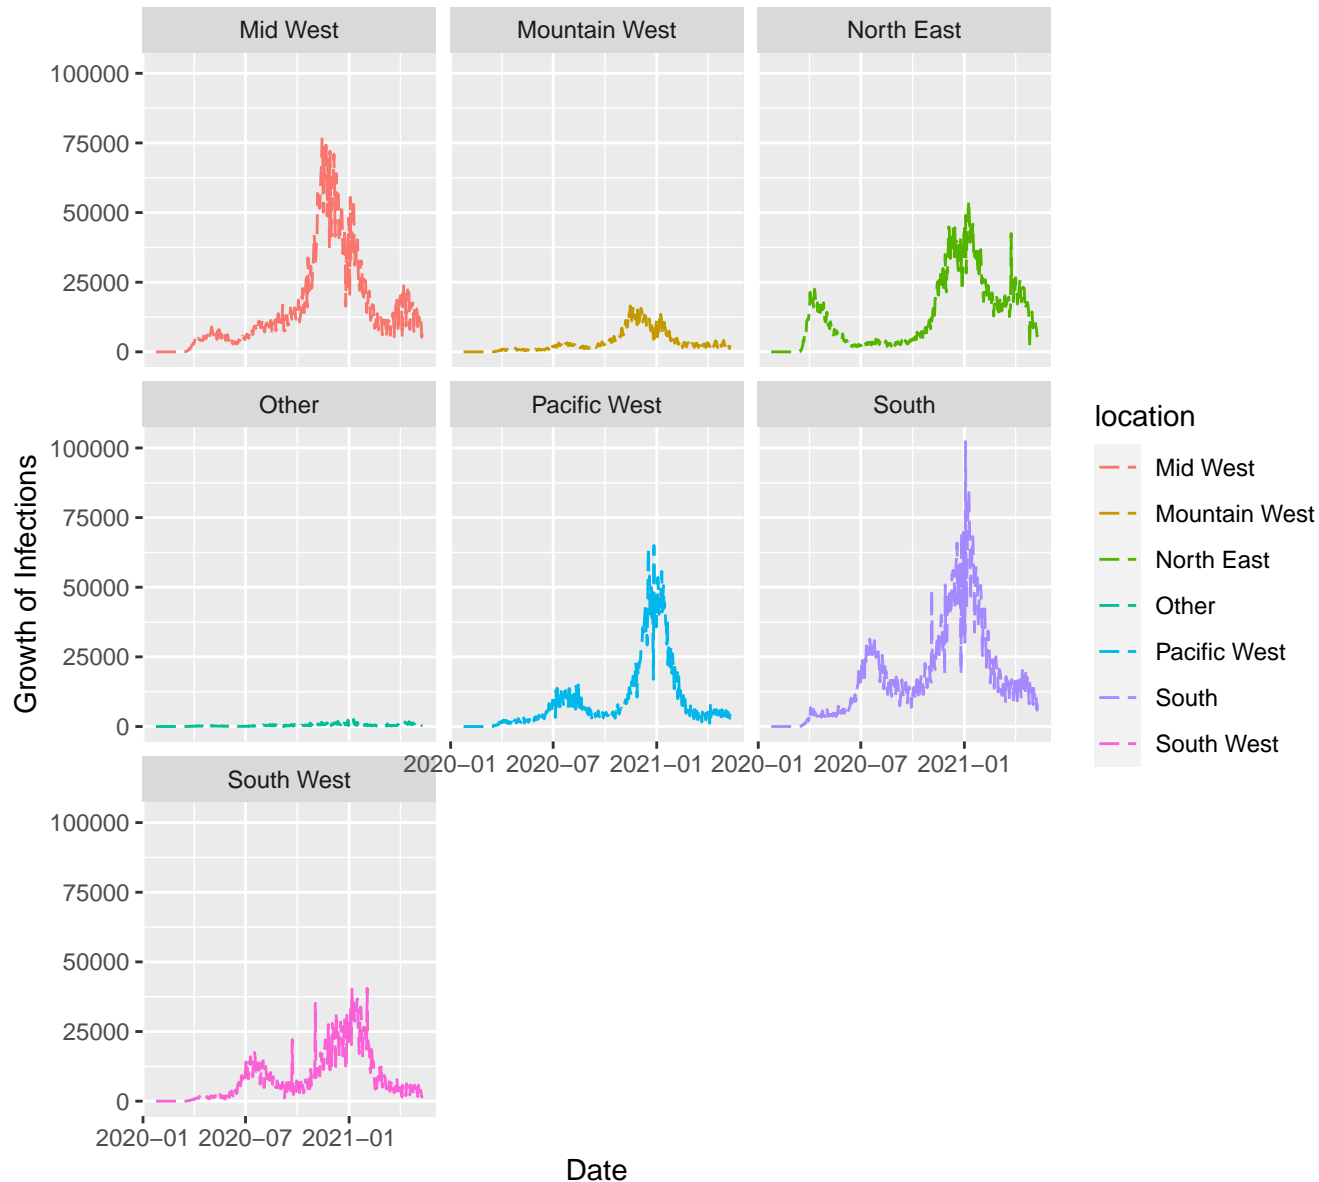 Mid West
Mountain West
North East
100000
75000
50000
25000
0
Other
Pacific West
South
100000
75000
50000
25000
0
2020−01 2020−07 2021−01
2020−01 2020−07 2021−01
South West
100000
75000
50000
25000
0
2020−01 2020−07 2021−01
Growth of Infections
Date
location
Mid West
Mountain West
North East
Other
Pacific West
South
South West